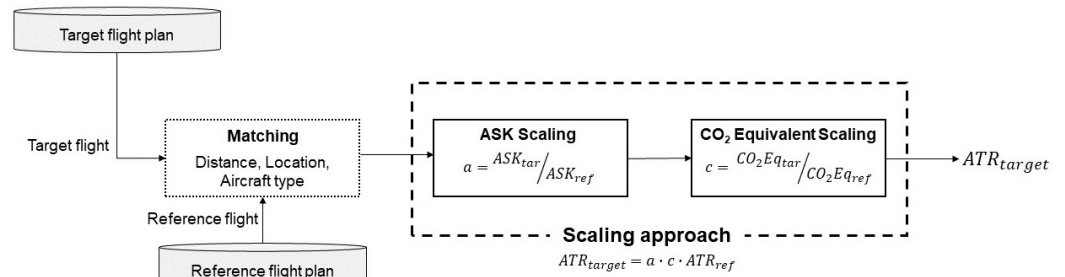 Target flight plan
Target flight
Matching
Distance, Location,
Aircraft type
Reference flight
Reference flight plan
ASK Scaling
a = ASK_tar/ASK_ref
CO₂ Equivalent Scaling
c = CO₂Eq_tar/CO₂Eq_ref
ATR_target
Scaling approach
ATR_target = a · c · ATR_ref